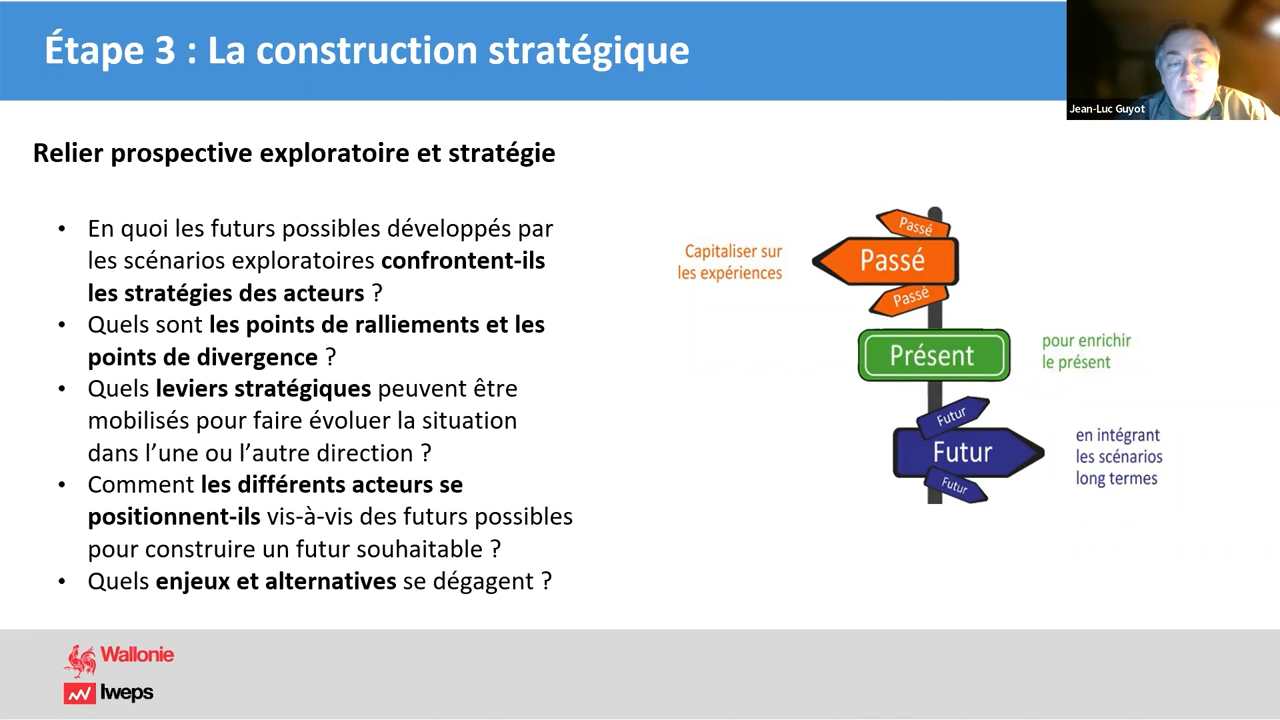 Étape 3 : La construction stratégique
Jean-Luc Guyot
Relier prospective exploratoire et stratégie
• En quoi les futurs possibles développés par
les scénarios exploratoires confrontent-ils
les stratégies des acteurs ?
• Quels sont les points de ralliements et les
points de divergence ?
• Quels leviers stratégiques peuvent être
mobilisés pour faire évoluer la situation
dans l’une ou l’autre direction ?
• Comment les différents acteurs se
positionnent-ils vis-à-vis des futurs possibles
pour construire un futur souhaitable ?
• Quels enjeux et alternatives se dégagent ?
Capitaliser sur
les expériences
Passé
Passé
Passé
Présent
pour enrichir
le présent
Futur
Futur
Futur
en intégrant
les scénarios
long termes
Wallonie
Iweps